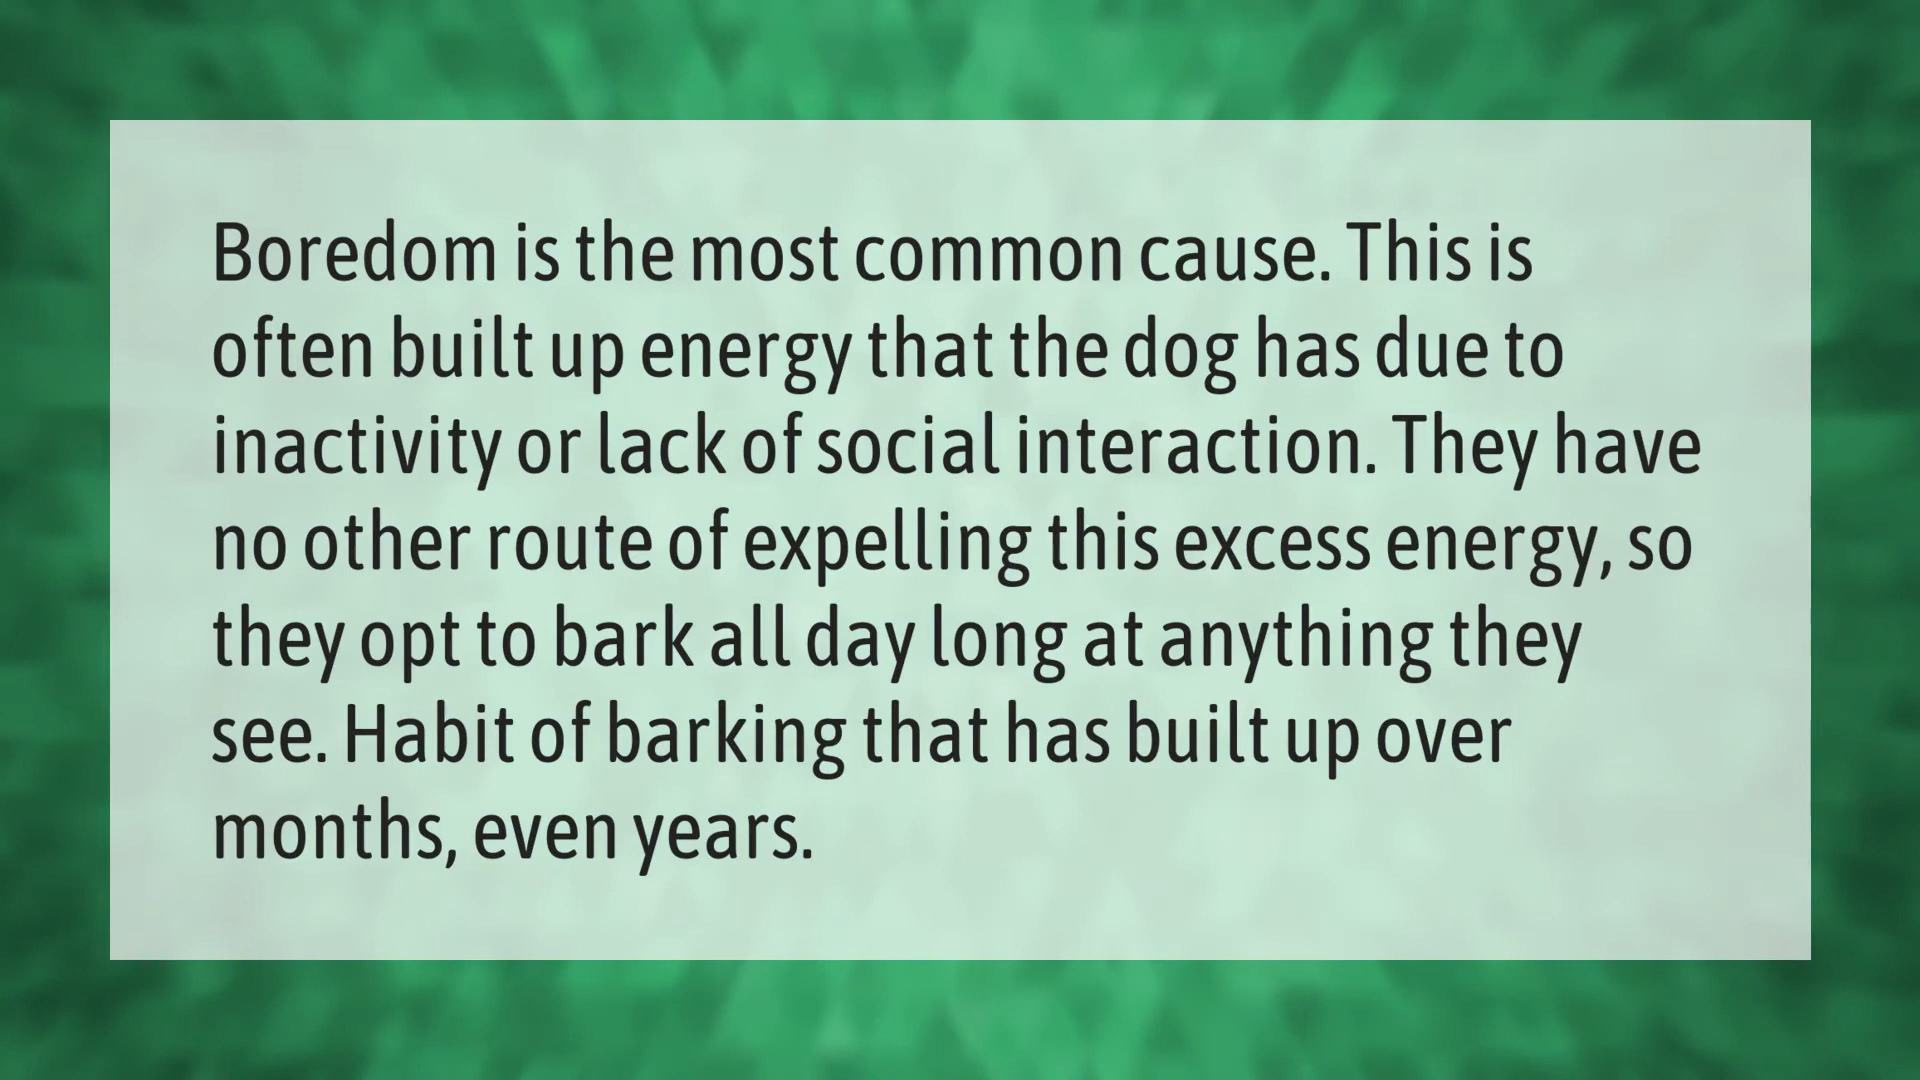 Boredom is the most common cause. This is
often built up energy that the dog has due to
inactivity or lack of social interaction. They have
no other route of expelling this excess energy, so
they opt to bark all day long at anything they
see. Habit of barking that has built up over
months, even years.